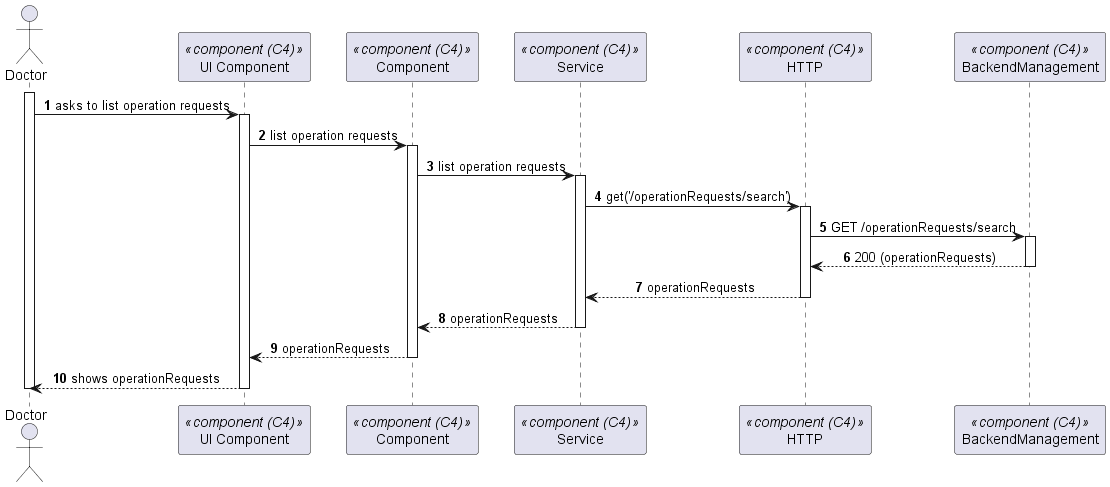 Doctor
«component (C4)»
UI Component
«component (C4)»
Component
«component (C4)»
Service
«component (C4)»
HTTP
«component (C4)»
BackendManagement
1 asks to list operation requests
2 list operation requests
3 list operation requests
4 get('/operationRequests/search')
5 GET /operationRequests/search
6 200 (operationRequests)
7 operationRequests
8 operationRequests
9 operationRequests
10 shows operationRequests
Doctor
«component (C4)»
UI Component
«component (C4)»
Component
«component (C4)»
Service
«component (C4)»
HTTP
«component (C4)»
BackendManagement